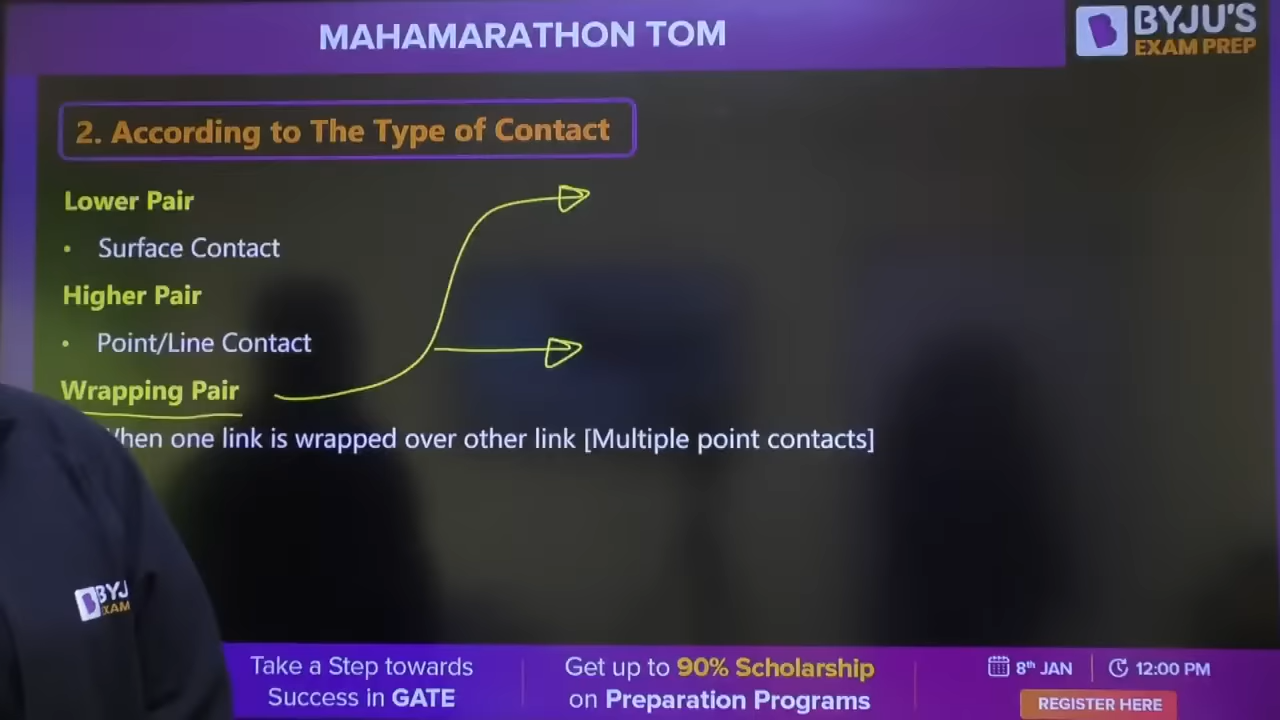 MAHAMARATHON TOM
BYJU'S
EXAM PREP
2. According to The Type of Contact
Lower Pair
• Surface Contact
Higher Pair
• Point/Line Contact
Wrapping Pair
one link is wrapped over other link [Multiple point contacts]
BYJ
EXAM
Take a Step towards
Success in GATE
Get up to 90% Scholarship
on Preparation Programs
8th JAN
12:00 PM
REGISTER HERE